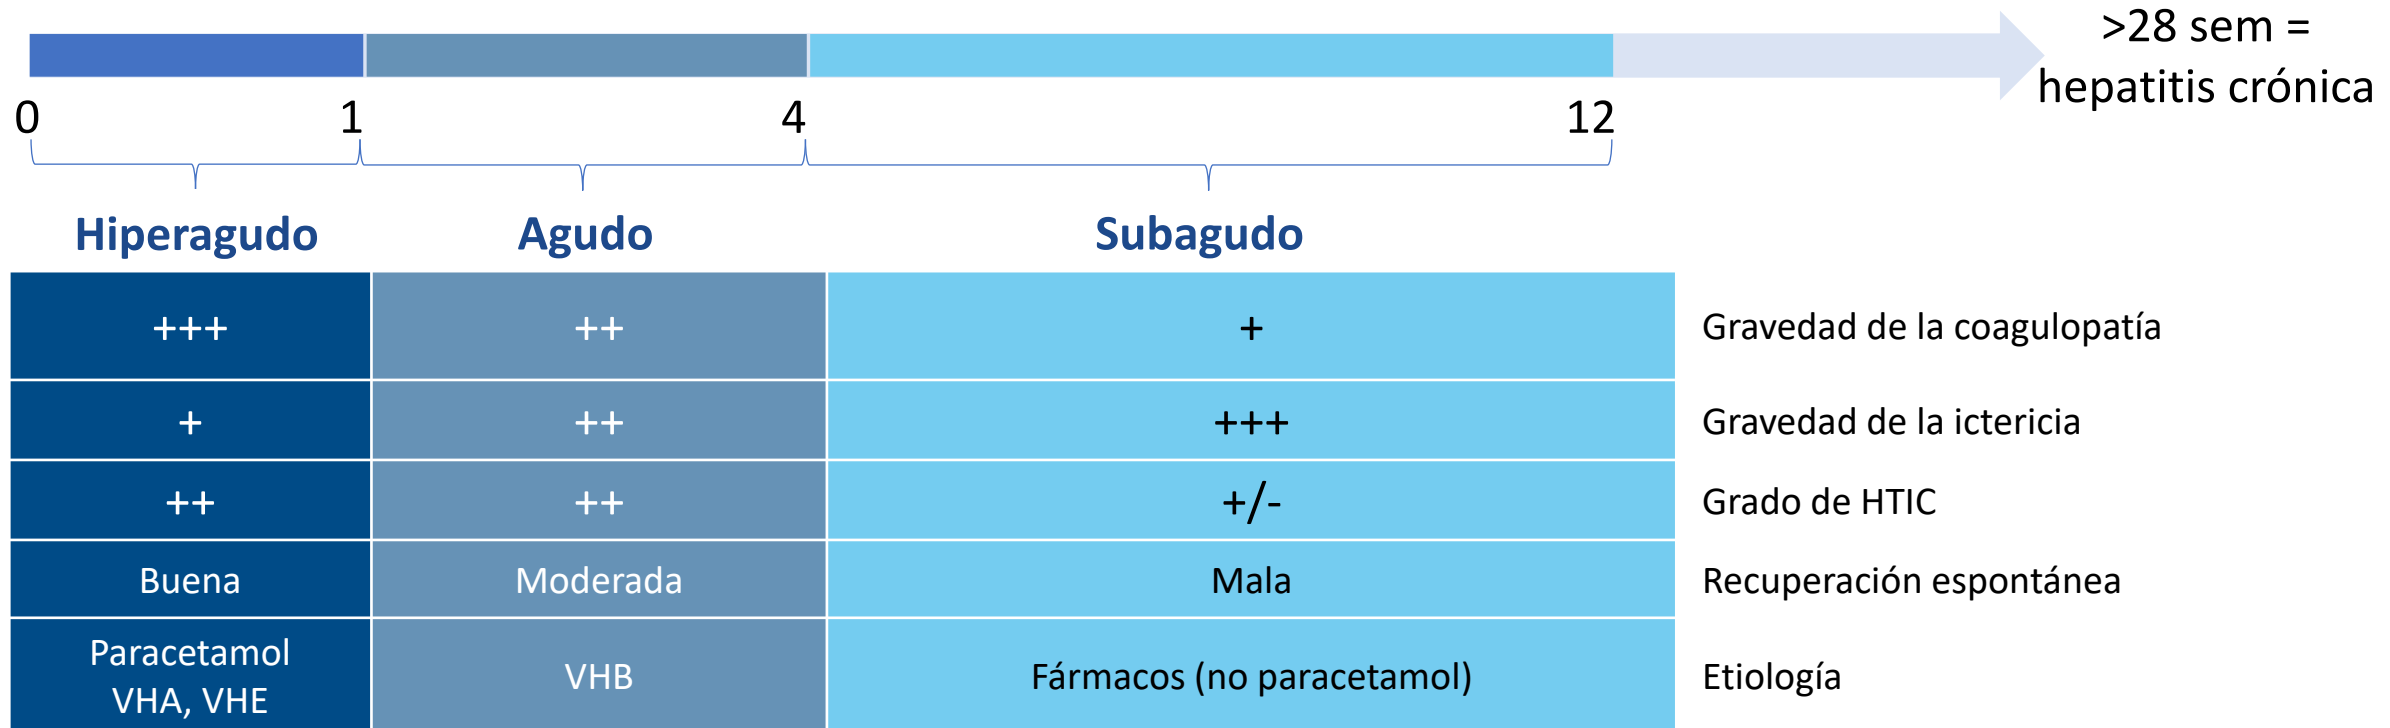 >28 sem =
hepatitis crónica
0 1 4 12
Hiperagudo Agudo Subagudo
+++ ++ + Gravedad de la coagulopatía
+ ++ +++ Gravedad de la ictericia
++ ++ +/- Grado de HTIC
Buena Moderada Mala Recuperación espontánea
Paracetamol
VHA, VHE
VHB
Fármacos (no paracetamol)
Etiología